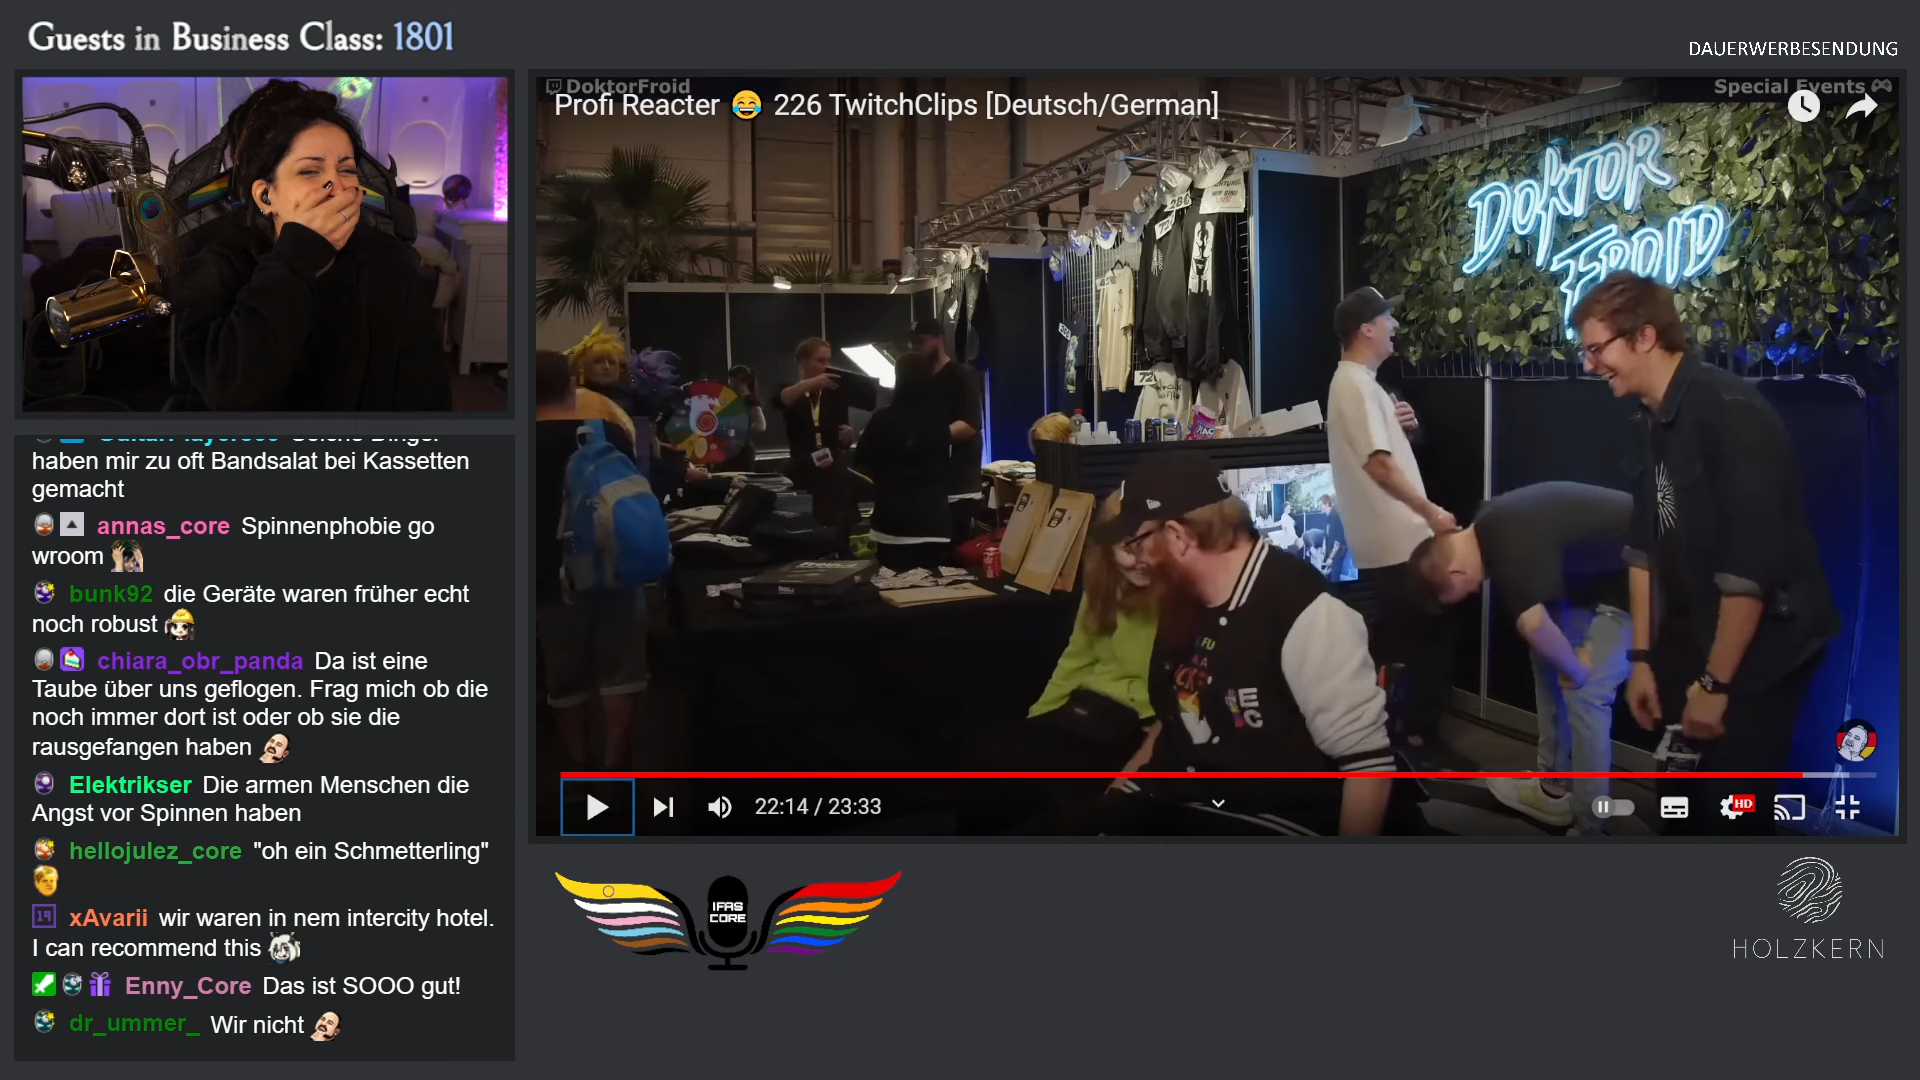 Guests in Business Class: 1801
DAUERWERBESENDUNG
DoktorFroid
Special Events
Profi Reacter 😂 226 TwitchClips [Deutsch/German]
DOKTOR
FROID
haben mir zu oft Bandsalat bei Kassetten
gemacht
annas_core Spinnenphobie go
wroom
bunk92 die Geräte waren früher echt
noch robust
chiara_obr_panda Da ist eine
Taube über uns geflogen. Frag mich ob die
noch immer dort ist oder ob sie die
rausgefangen haben
Elektrikser Die armen Menschen die
Angst vor Spinnen haben
hellojulez_core "oh ein Schmetterling"
19 xAvarii wir waren in nem intercity hotel.
I can recommend this
Enny_Core Das ist SOOO gut!
dr_ummer_ Wir nicht
22:14 / 23:33
HD
IFAS
CORE
HOLZKERN